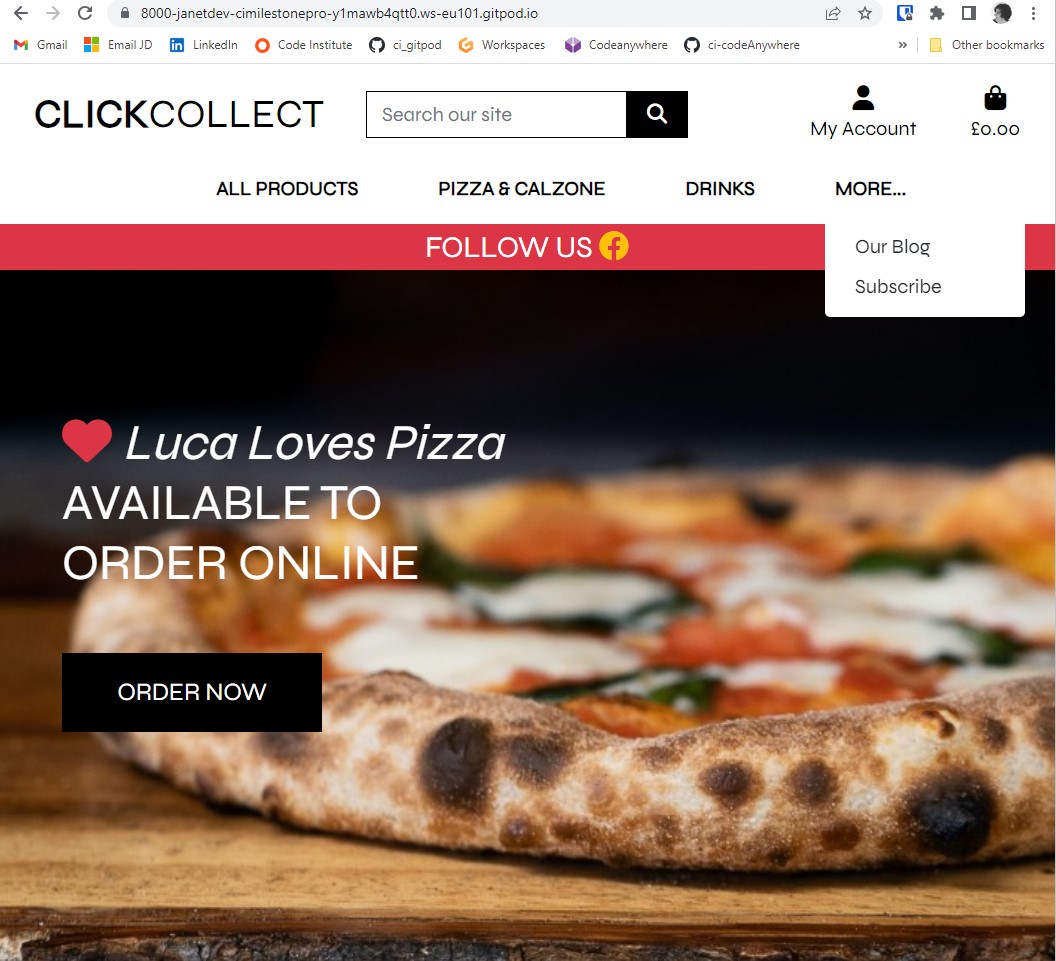 8000-janetdev-cimilestonepro-y1mawb4qtt0.ws-eu101.gitpod.io
Gmail Email JD LinkedIn Code Institute ci_gitpod Workspaces Codeanywhere ci-codeAnywhere » Other bookmarks
CLICKCOLLECT
Search our site
My Account
£0.00
ALL PRODUCTS PIZZA & CALZONE DRINKS MORE...
FOLLOW US
Our Blog
Subscribe
Luca Loves Pizza
AVAILABLE TO
ORDER ONLINE
ORDER NOW